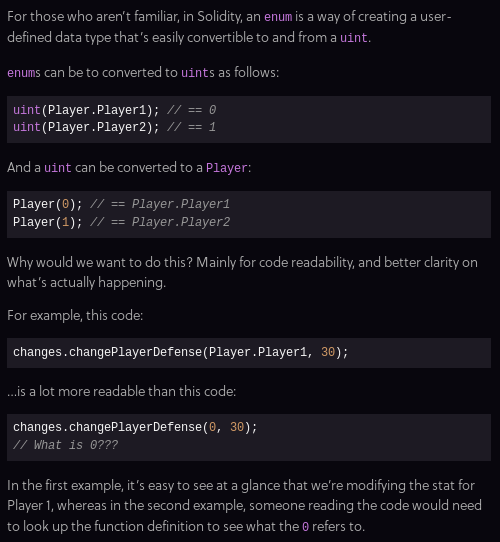 For those who aren't familiar, in Solidity, an enum is a way of creating a user-
defined data type that's easily convertible to and from a uint.
enums can be to converted to uints as follows:
uint(Player.Player1); // == 0
uint(Player.Player2); // == 1
And a uint can be converted to a Player:
Player(0); // == Player.Player1
Player(1); // == Player.Player2
Why would we want to do this? Mainly for code readability, and better clarity on
what's actually happening.
For example, this code:
changes.changePlayerDefense(Player.Player1, 30);
...is a lot more readable than this code:
changes.changePlayerDefense(0, 30);
// What is 0???
In the first example, it's easy to see at a glance that we're modifying the stat for
Player 1, whereas in the second example, someone reading the code would need
to look up the function definition to see what the 0 refers to.